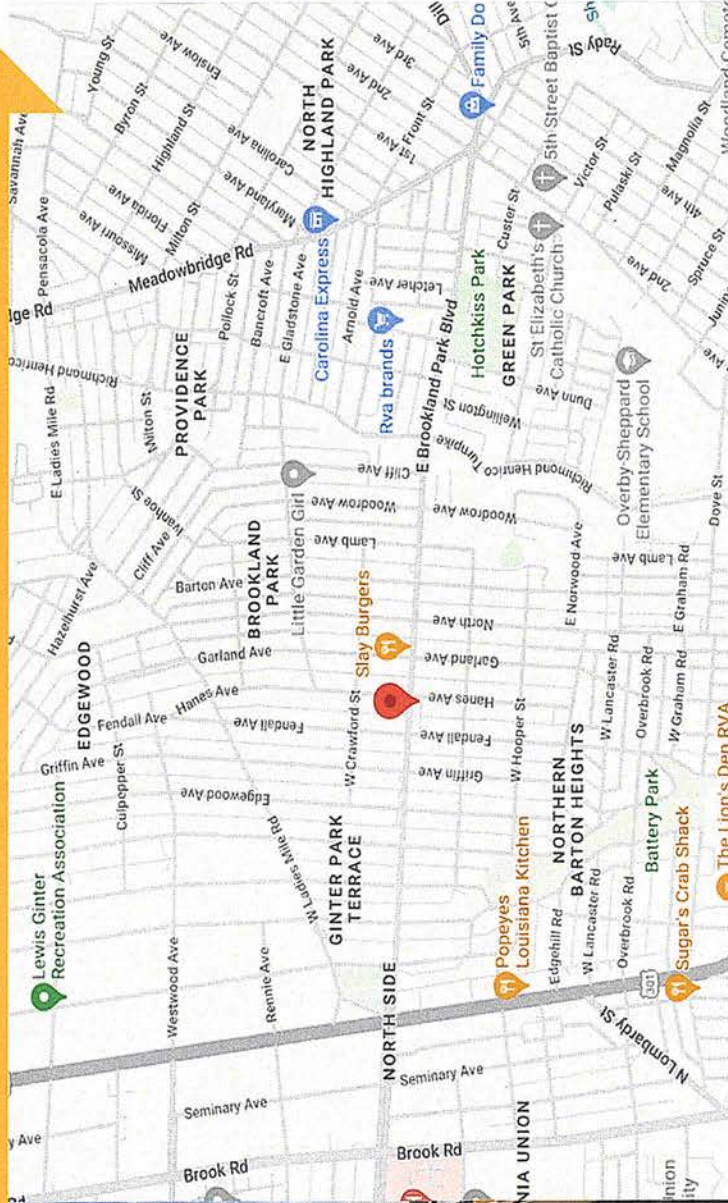 Savannah Ave
Young St
Byron St
Enslow Ave
Highland St
Pensacola Ave
Florida Ave
Missouri Ave
Milton St
Carolina Ave
Maryland Ave
NORTH
HIGHLAND PARK
3rd Ave
2nd Ave
1st Ave
Front St
Dill
5th Ave
Rady St
Family Do
5th Street Baptist C
Meadowbridge Rd
Carolina Express
Pollock St
Bancroft Ave
E Gladstone Ave
Arnold Ave
Letcher Ave
Rva brands
E Brookland Park Blvd
Hotchkiss Park
GREEN PARK
Custer St
St Elizabeth's
Catholic Church
Victor St
Pulaski St
Magnolia St
4th Ave
2nd Ave
Spruce St
dge Rd
Richmond Henrico
E Ladies Mile Rd
Milton St
PROVIDENCE
PARK
Ivanhoe St
Cliff Ave
Hazelhurst Ave
Barton Ave
BROOKLAND
PARK
Little Garden Girl
Cliff Ave
Woodrow Ave
Lamb Ave
Richmond Henrico
Turnpike
Wellington St
Dunn Ave
Woodrow Ave
Overby-Sheppard
Elementary School
Dove St
Lamb Ave
E Norwood Ave
E Graham Rd
EDGEWOOD
Garland Ave
Hanes Ave
Fendall Ave
Griffin Ave
Culpepper St
Fendall Ave
Edgewood Ave
Slay Burgers
W Crawford St
North Ave
Garland Ave
Hanes Ave
Fendall Ave
Griffin Ave
W Hooper St
W Lancaster Rd
Overbrook Rd
W Graham Rd
Lewis Ginter
Recreation Association
W Ladies Mile Rd
GINTER PARK
TERRACE
NORTHERN
BARTON HEIGHTS
Battery Park
Westwood Ave
Rennie Ave
Popeyes
Louisiana Kitchen
Edgehill Rd
W Lancaster Rd
Overbrook Rd
301
Sugar's Crab Shack
The Lion's Den RVA
NORTH SIDE
N Lombardy St
Seminary Ave
Seminary Ave
Brook Rd
Brook Rd
y Ave
NIA UNION
Union
ity